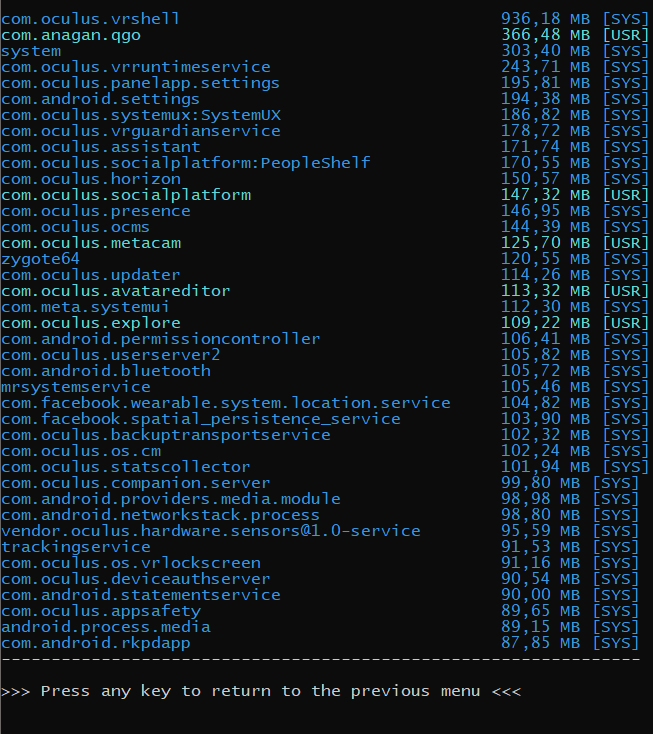 com.oculus.vrshell 936,18 MB [SYS]
com.anagan.qgo 366,48 MB [USR]
system 303,40 MB [SYS]
com.oculus.vrruntimeservice 243,71 MB [SYS]
com.oculus.panelapp.settings 195,81 MB [SYS]
com.android.settings 194,38 MB [SYS]
com.oculus.systemux:SystemUX 186,82 MB [SYS]
com.oculus.vrguardianservice 178,72 MB [SYS]
com.oculus.assistant 171,74 MB [SYS]
com.oculus.socialplatform:PeopleShelf 170,55 MB [SYS]
com.oculus.horizon 150,57 MB [SYS]
com.oculus.socialplatform 147,32 MB [USR]
com.oculus.presence 146,95 MB [SYS]
com.oculus.ocms 144,39 MB [SYS]
com.oculus.metacam 125,70 MB [USR]
zygote64 120,55 MB [SYS]
com.oculus.updater 114,26 MB [SYS]
com.oculus.avatareditor 113,32 MB [USR]
com.meta.systemui 112,30 MB [SYS]
com.oculus.explore 109,22 MB [USR]
com.android.permissioncontroller 106,41 MB [SYS]
com.oculus.userserver2 105,82 MB [SYS]
com.android.bluetooth 105,72 MB [SYS]
mrsystemservice 105,46 MB [SYS]
com.facebook.wearable.system.location.service 104,82 MB [SYS]
com.facebook.spatial_persistence_service 103,90 MB [SYS]
com.oculus.backuptransportservice 102,32 MB [SYS]
com.oculus.os.cm 102,24 MB [SYS]
com.oculus.statscollector 101,94 MB [SYS]
com.oculus.companion.server 99,80 MB [SYS]
com.android.providers.media.module 98,98 MB [SYS]
com.android.networkstack.process 98,80 MB [SYS]
vendor.oculus.hardware.sensors@1.0-service 95,59 MB [SYS]
trackingservice 91,53 MB [SYS]
com.oculus.os.vrlockscreen 91,16 MB [SYS]
com.oculus.deviceauthserver 90,54 MB [SYS]
com.android.statementservice 90,00 MB [SYS]
com.oculus.appsafety 89,65 MB [SYS]
android.process.media 89,15 MB [SYS]
com.android.rkpdapp 87,85 MB [SYS]
----------------------------------------------------------------
>>> Press any key to return to the previous menu <<<